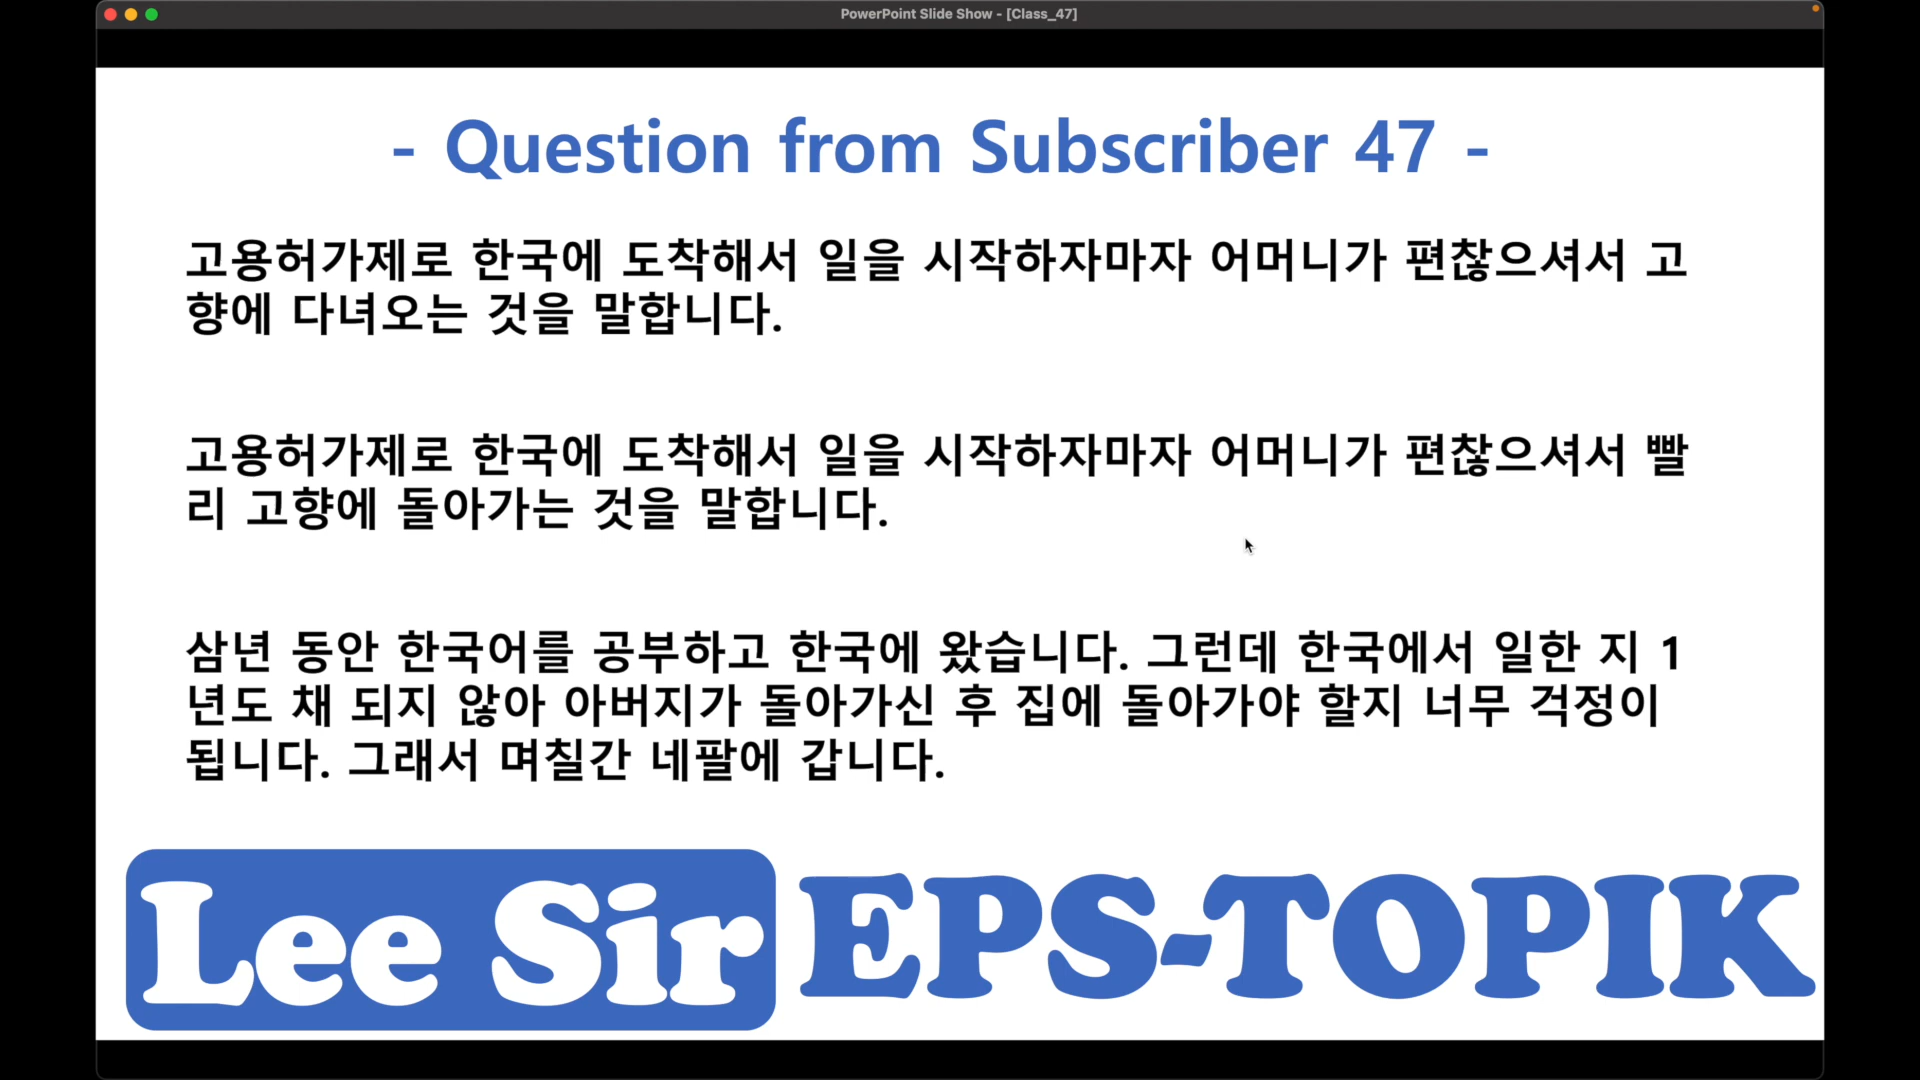 PowerPoint Slide Show - [Class_47]
- Question from Subscriber 47 -
고용허가제로 한국에 도착해서 일을 시작하자마자 어머니가 편찮으셔서 고
향에 다녀오는 것을 말합니다.
고용허가제로 한국에 도착해서 일을 시작하자마자 어머니가 편찮으셔서 빨
리 고향에 돌아가는 것을 말합니다.
삼년 동안 한국어를 공부하고 한국에 왔습니다. 그런데 한국에서 일한 지 1
년도 채 되지 않아 아버지가 돌아가신 후 집에 돌아가야 할지 너무 걱정이
됩니다. 그래서 며칠간 네팔에 갑니다.
Lee Sir EPS-TOPIK